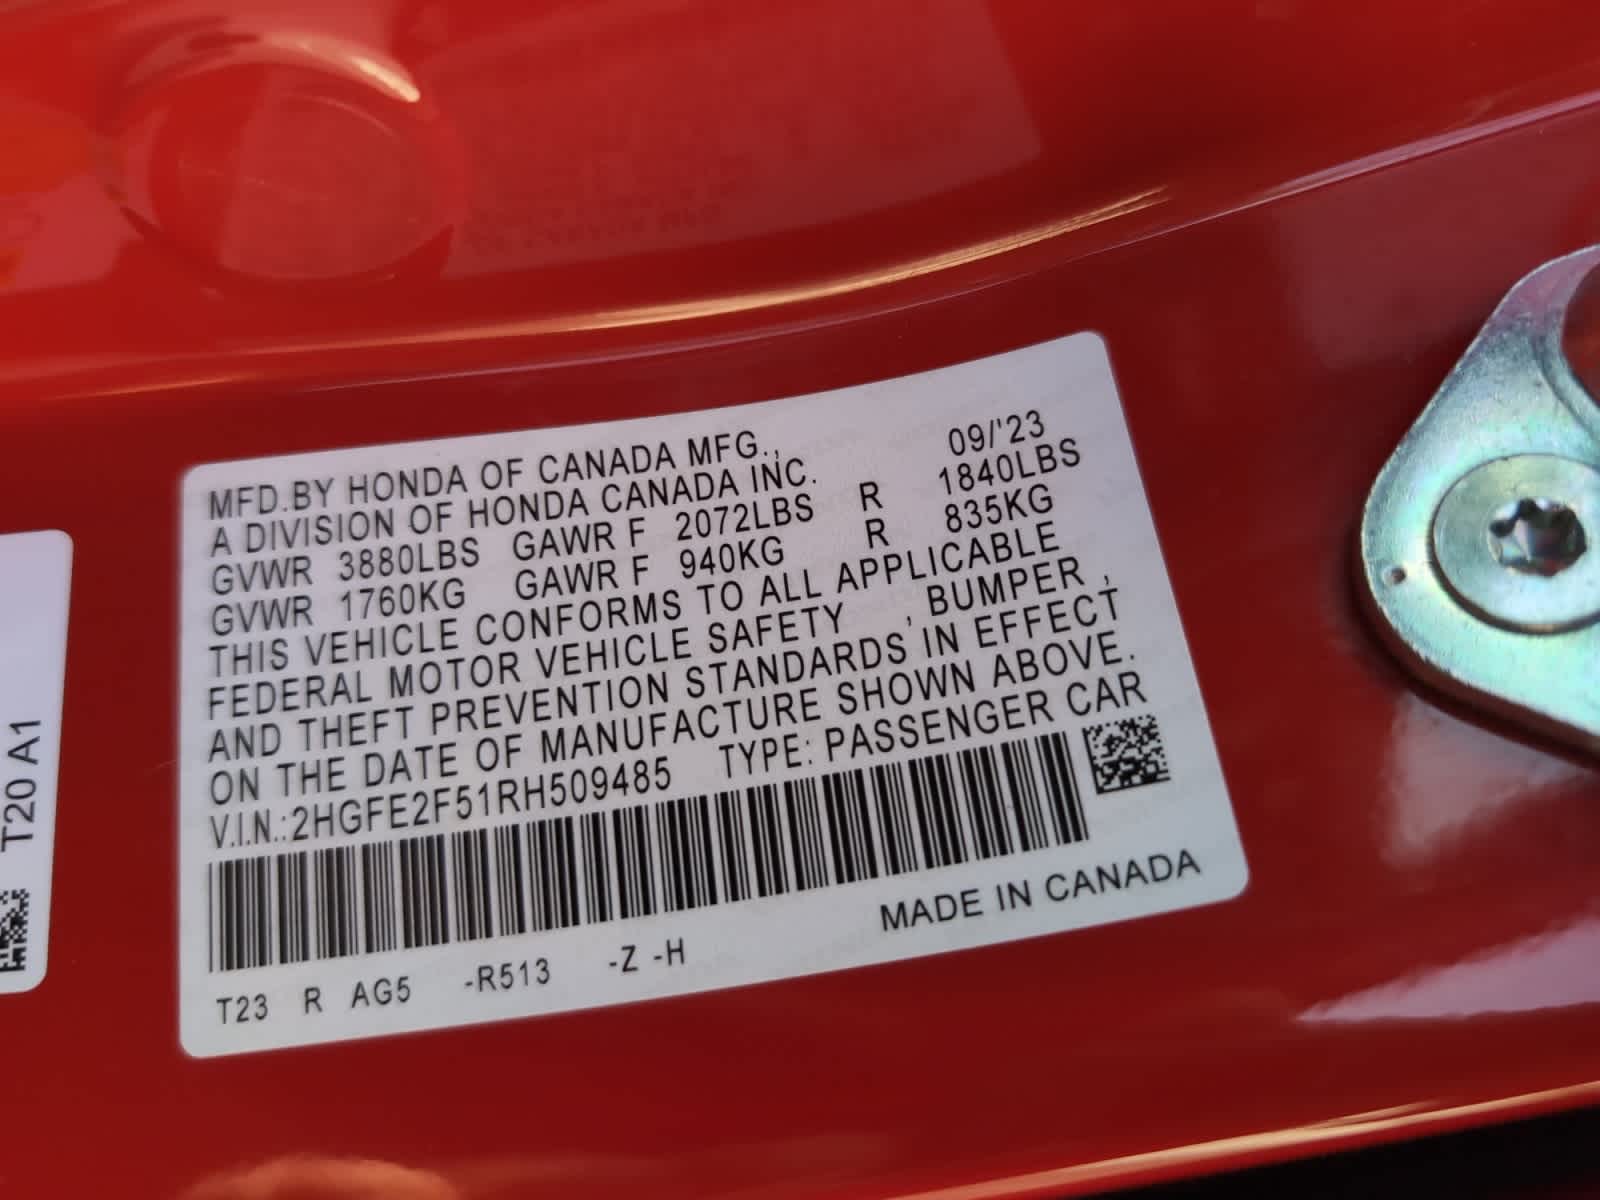 MFD.BY HONDA OF CANADA MFG., 09/'23
A DIVISION OF HONDA CANADA INC.
GVWR 3880LBS GAWR F 2072LBS R 1840LBS
GVWR 1760KG GAWR F 940KG R 835KG
THIS VEHICLE CONFORMS TO ALL APPLICABLE
FEDERAL MOTOR VEHICLE SAFETY , BUMPER ,
AND THEFT PREVENTION STANDARDS IN EFFECT
ON THE DATE OF MANUFACTURE SHOWN ABOVE.
V.I.N.:2HGFE2F51RH509485 TYPE: PASSENGER CAR
MADE IN CANADA
T23 R AG5 -R513 -Z -H
T20 A1